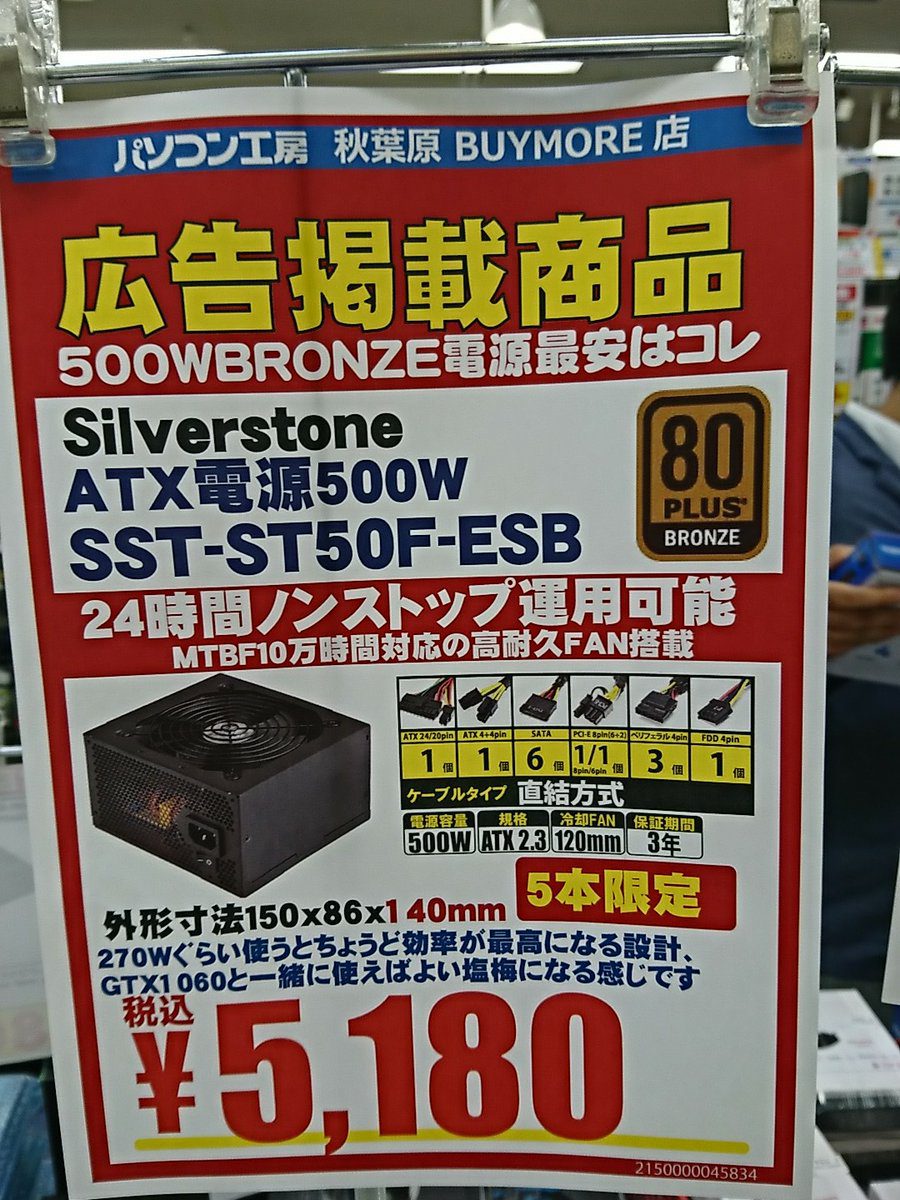 パソコン工房 秋葉原 BUYMORE 店
広告掲載商品
500WBRONZE電源最安はコレ
Silverstone
ATX電源500W
SST-ST50F-ESB
80
PLUS
BRONZE
24時間ノンストップ運用可能
MTBF10万時間対応の高耐久FAN搭載
ATX 24/20pin ATX 4+4pin SATA PCI-E 8pin(6+2) ペリフェラル 4pin FDD 4pin
1個 1個 6個 1/1個 3個 1個
8pin/6pin
ケーブルタイプ 直結方式
電源容量 規格 冷却FAN 保証期間
500W ATX 2.3 120mm 3年
5本限定
外形寸法150x86x140mm
270Wぐらい使うとちょうど効率が最高になる設計、
GTX1060と一緒に使えばよい塩梅になる感じです
税込
¥5,180
2150000045834